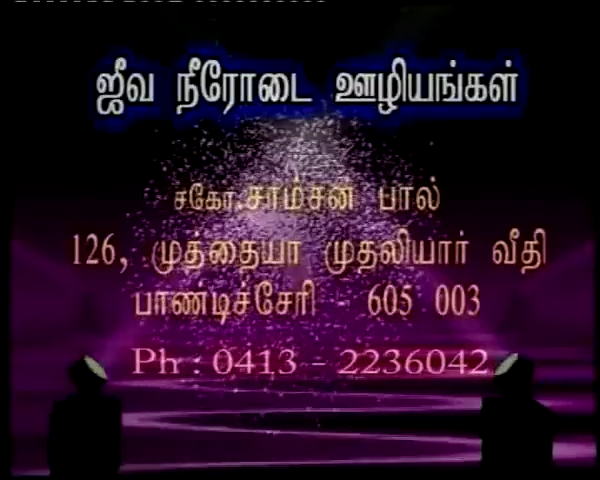 ஜீவ நீரோடை ஊழியங்கள்
சகோ.சாம்சன் பால்
126, முத்தையா முதலியார் வீதி
பாண்டிச்சேரி - 605 003
Ph : 0413 - 2236042